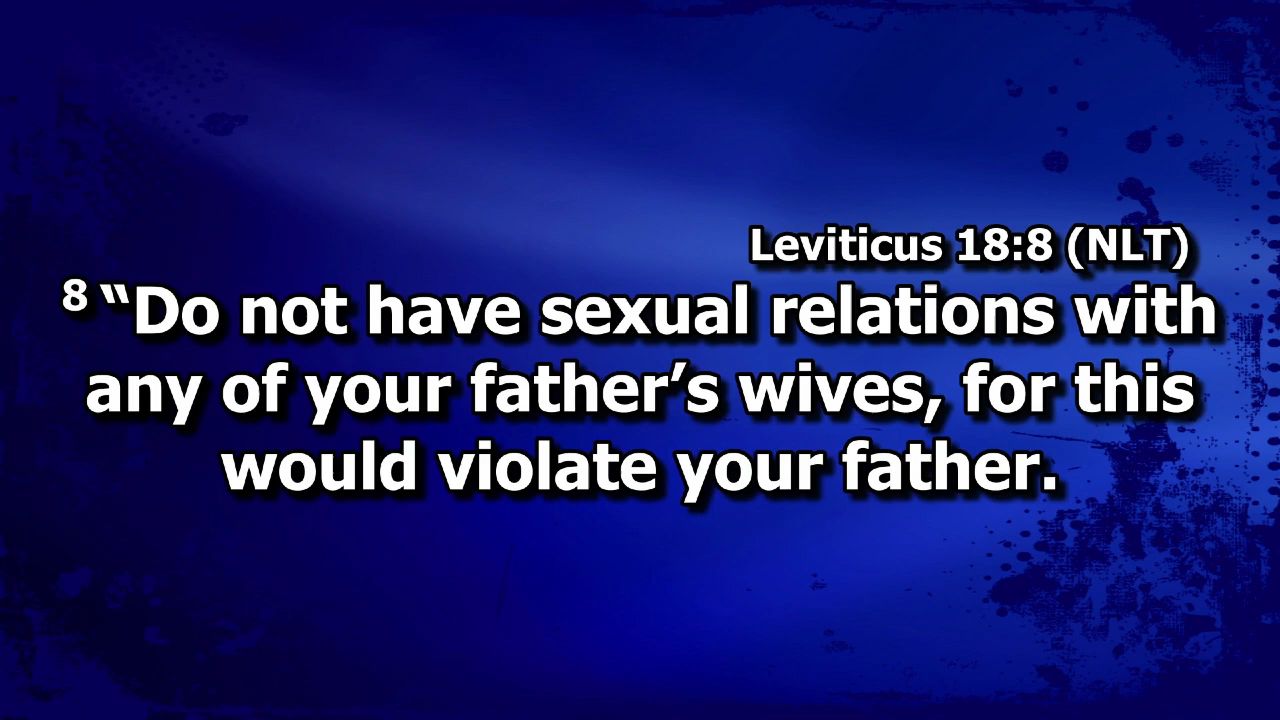 Leviticus 18:8 (NLT)
8 “Do not have sexual relations with
any of your father’s wives, for this
would violate your father.